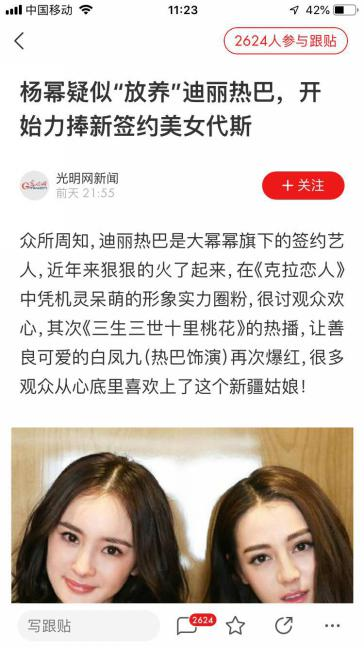 中国移动
11:23
42%
2624人参与跟贴
杨幂疑似“放养”迪丽热巴，开
始力捧新签约美女代斯
光明网新闻
前天 21:55
+ 关注
众所周知，迪丽热巴是大幂幂旗下的签约艺
人，近年来狠狠的火了起来，在《克拉恋人》
中凭机灵呆萌的形象实力圈粉，很讨观众欢
心，其次《三生三世十里桃花》的热播，让善
良可爱的白凤九（热巴饰演）再次爆红，很多
观众从心底里喜欢上了这个新疆姑娘！
写跟贴
2624